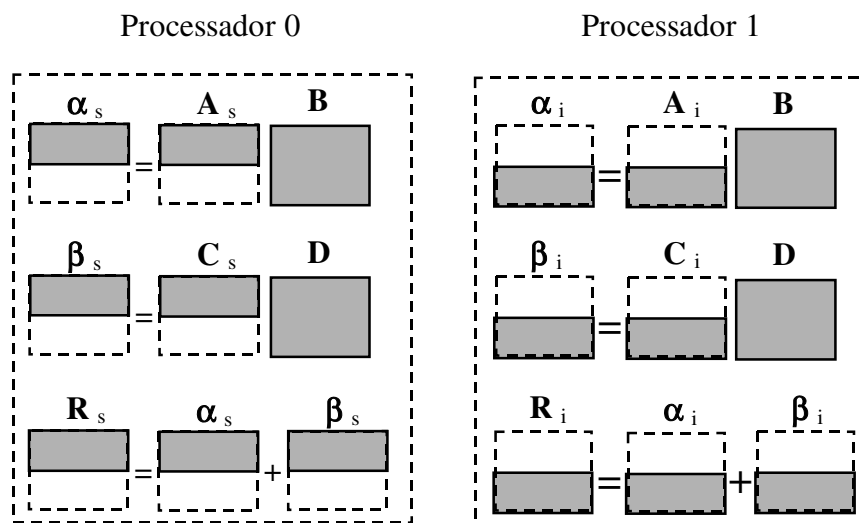 Processador 0
Processador 1
α s A s B
=
β s C s D
=
R s α s β s
= +
α i A i B
=
β i C i D
=
R i α i β i
= +